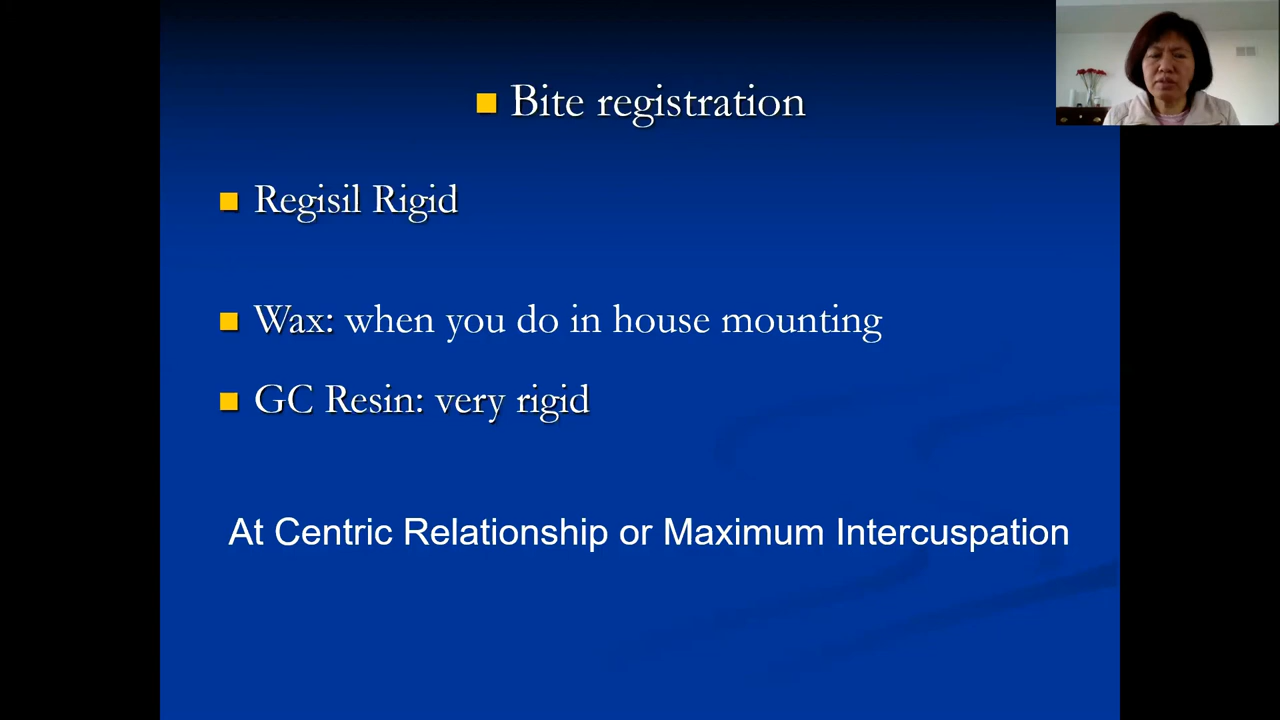 Bite registration
Regisil Rigid
Wax: when you do in house mounting
GC Resin: very rigid
At Centric Relationship or Maximum Intercuspation